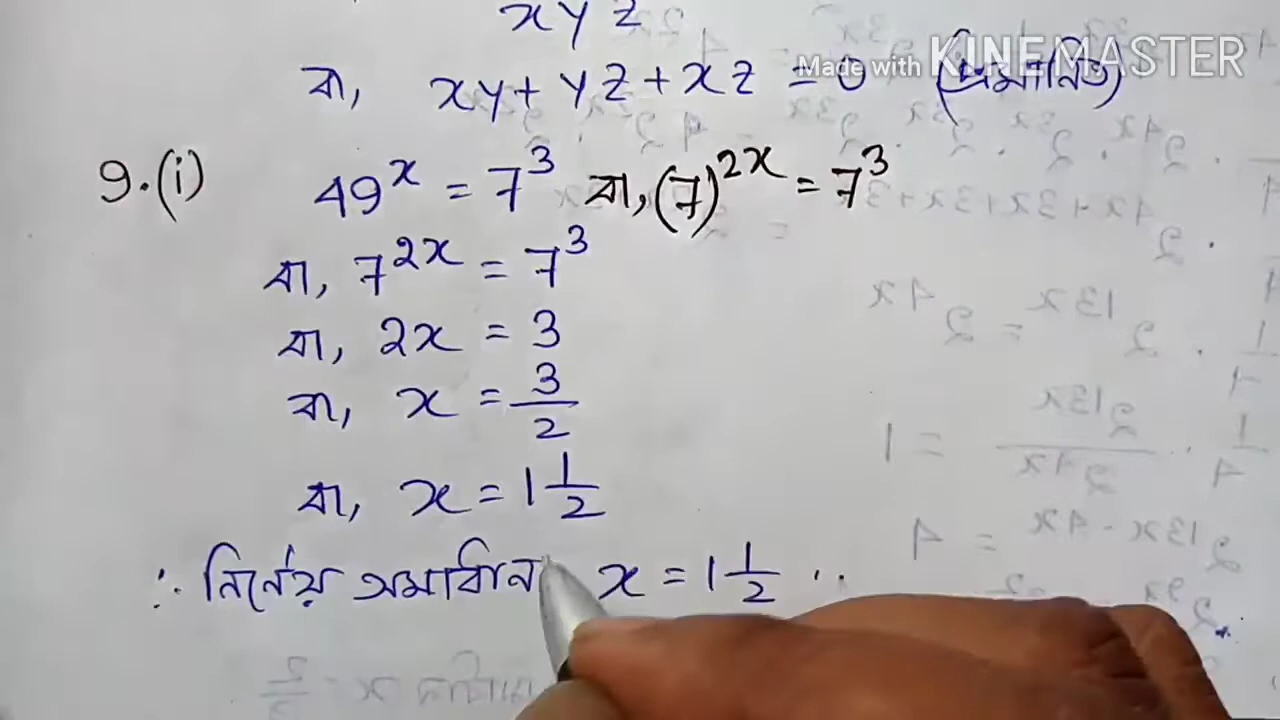 xyz
Made with KINEMASTER
বা, xy + yz + xz = 0 (প্রমানিত)
9.(i) 49^x = 7^3 বা, (7)^2x = 7^3
বা, 7^2x = 7^3
বা, 2x = 3
বা, x = 3/2
বা, x = 1 1/2
∴ নির্নেয় সমাধান x = 1 1/2 ..